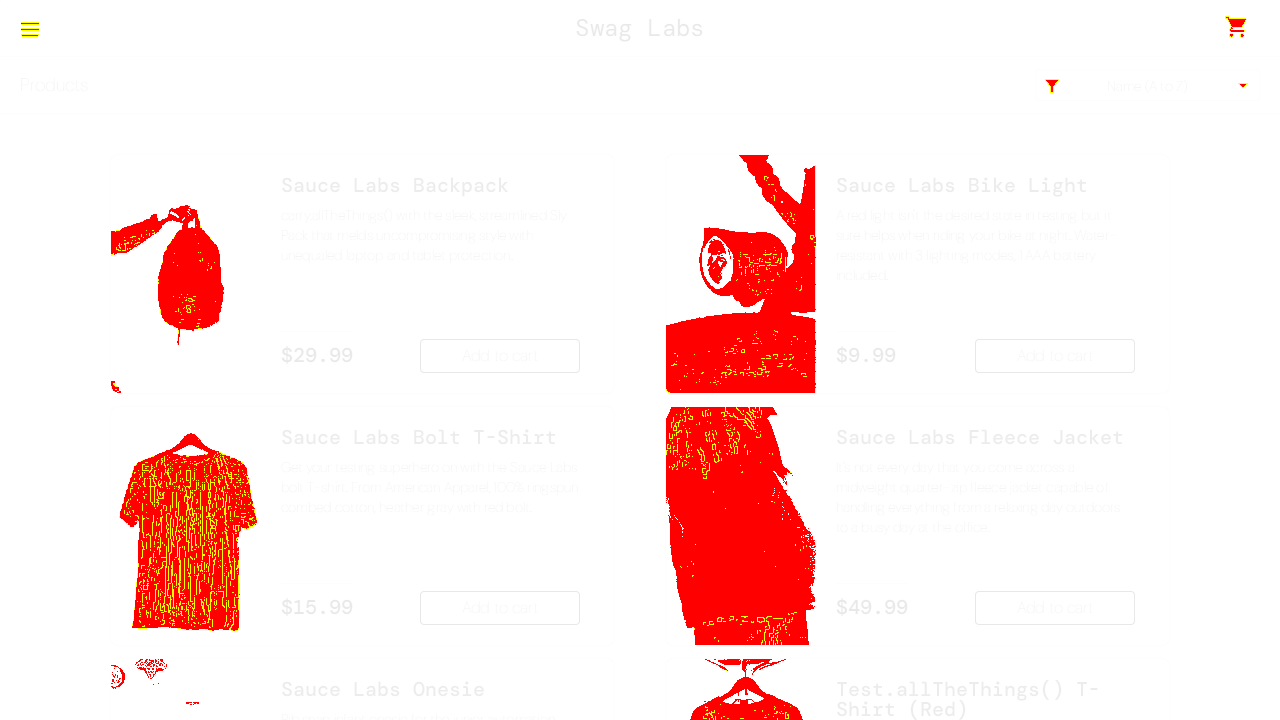 Swag Labs
Products
Name (A to Z)
Sauce Labs Backpack
carry.allTheThings() with the sleek, streamlined Sly
Pack that melds uncompromising style with
unequaled laptop and tablet protection.
$29.99
Add to cart
Sauce Labs Bike Light
A red light isn't the desired state in testing but it
sure helps when riding your bike at night. Water-
resistant with 3 lighting modes, 1 AAA battery
included.
$9.99
Add to cart
Sauce Labs Bolt T-Shirt
Get your testing superhero on with the Sauce Labs
bolt T-shirt. From American Apparel, 100% ringspun
combed cotton, heather gray with red bolt.
$15.99
Add to cart
Sauce Labs Fleece Jacket
It's not every day that you come across a
midweight quarter-zip fleece jacket capable of
handling everything from a relaxing day outdoors
to a busy day at the office.
$49.99
Add to cart
Sauce Labs Onesie
Test.allTheThings() T-
Shirt (Red)